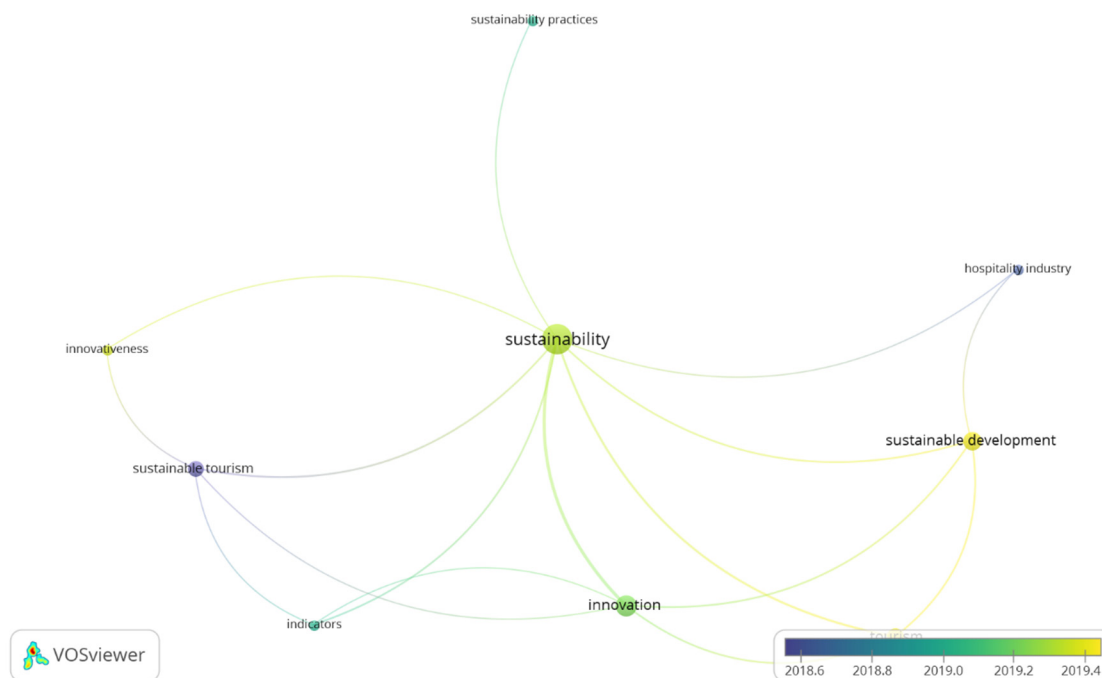 sustainability practices
hospitality industry
sustainability
innovativeness
sustainable development
sustainable tourism
innovation
indicators
tourism
VOSviewer
2018.6 2018.8 2019.0 2019.2 2019.4